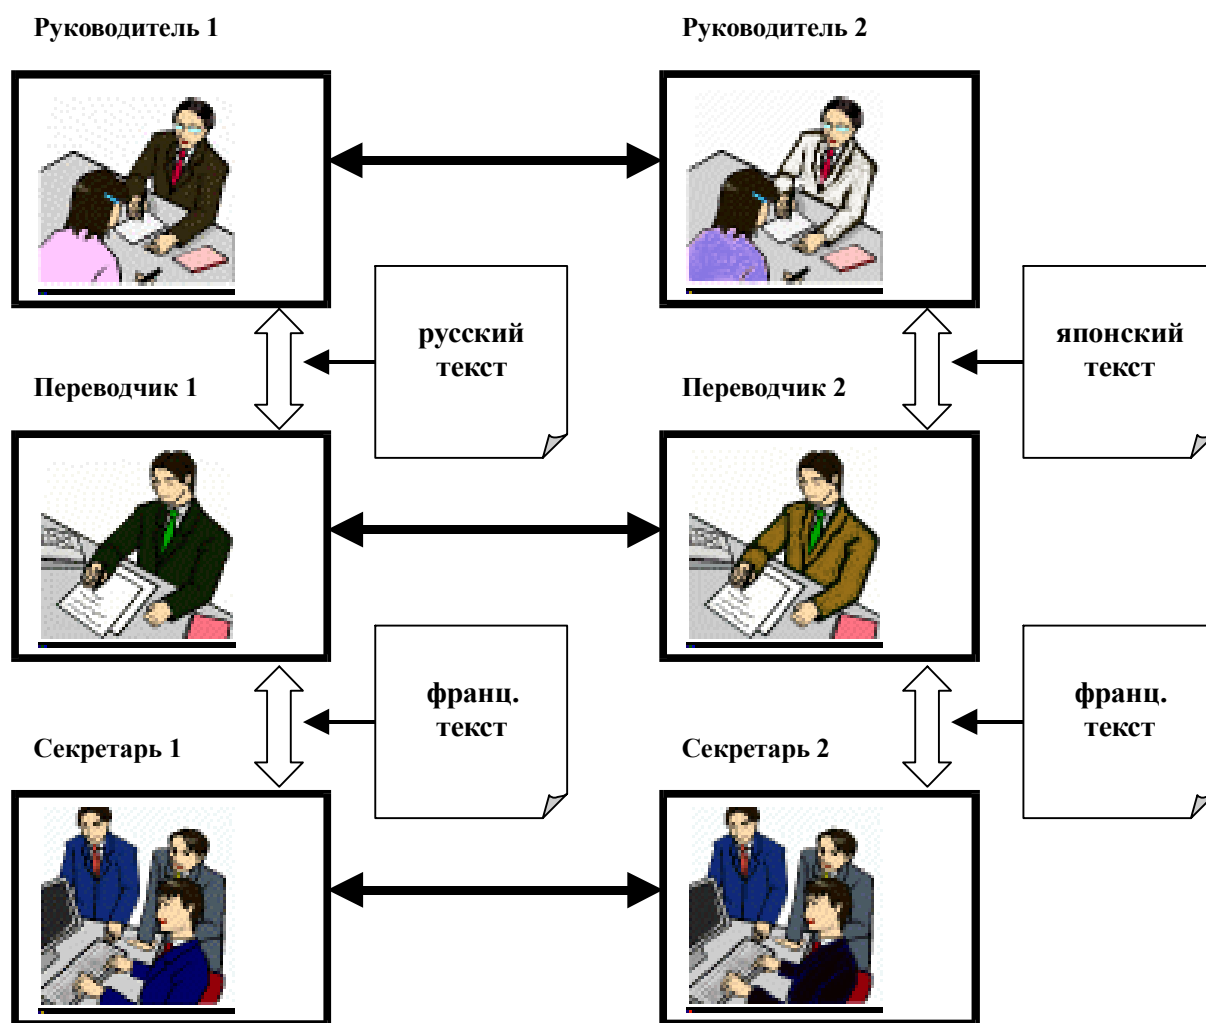 Руководитель 1
Руководитель 2
русский
текст
японский
текст
Переводчик 1
Переводчик 2
франц.
текст
франц.
текст
Секретарь 1
Секретарь 2